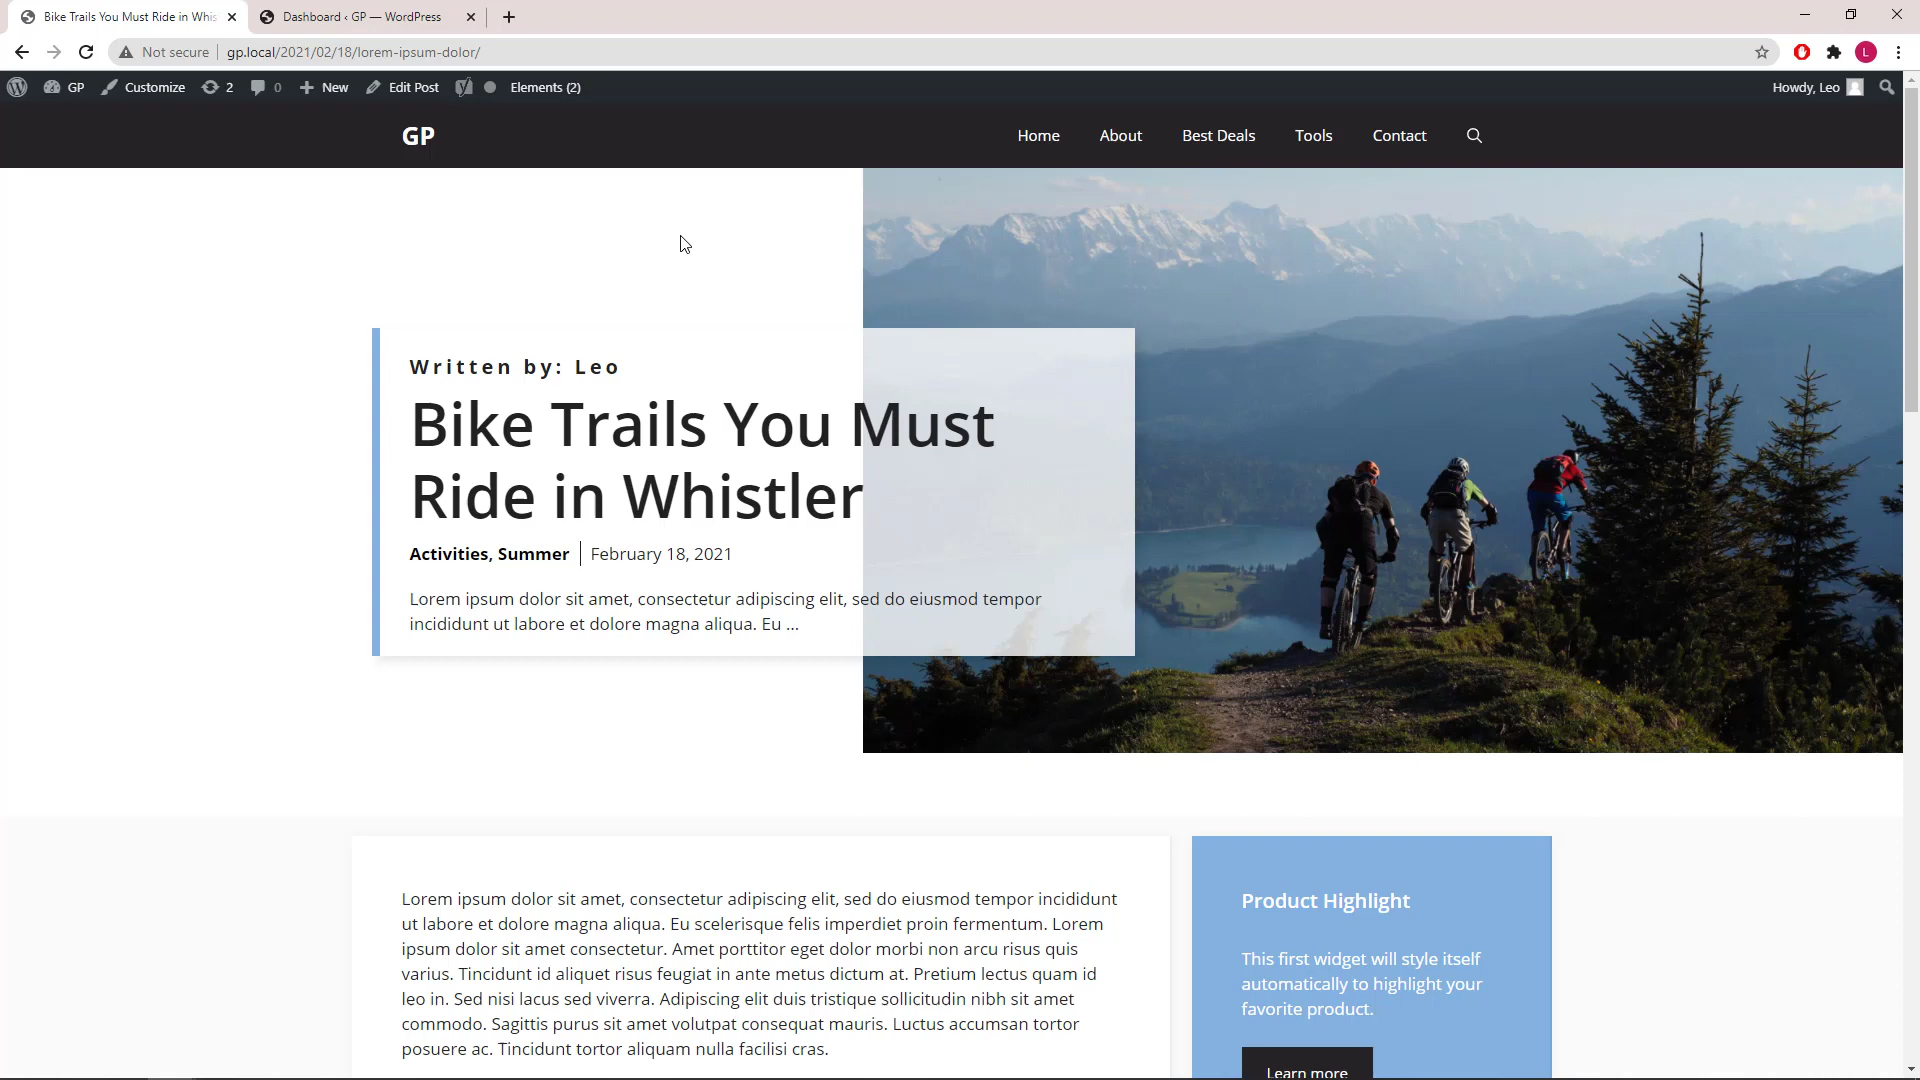 Bike Trails You Must Ride in Whis
Dashboard ‹ GP — WordPress
Not secure
gp.local/2021/02/18/lorem-ipsum-dolor/
L
GP
Customize
2
0
New
Edit Post
Elements (2)
Howdy, Leo
GP
Home
About
Best Deals
Tools
Contact
Written by: Leo
Bike Trails You Must
Ride in Whistler
Activities, Summer
February 18, 2021
Lorem ipsum dolor sit amet, consectetur adipiscing elit, sed do eiusmod tempor
incididunt ut labore et dolore magna aliqua. Eu ...
Lorem ipsum dolor sit amet, consectetur adipiscing elit, sed do eiusmod tempor incididunt
ut labore et dolore magna aliqua. Eu scelerisque felis imperdiet proin fermentum. Lorem
ipsum dolor sit amet consectetur. Amet porttitor eget dolor morbi non arcu risus quis
varius. Tincidunt id aliquet risus feugiat in ante metus dictum at. Pretium lectus quam id
leo in. Sed nisi lacus sed viverra. Adipiscing elit duis tristique sollicitudin nibh sit amet
commodo. Sagittis purus sit amet volutpat consequat mauris. Luctus accumsan tortor
posuere ac. Tincidunt tortor aliquam nulla facilisi cras.
Product Highlight
This first widget will style itself
automatically to highlight your
favorite product.
Learn more